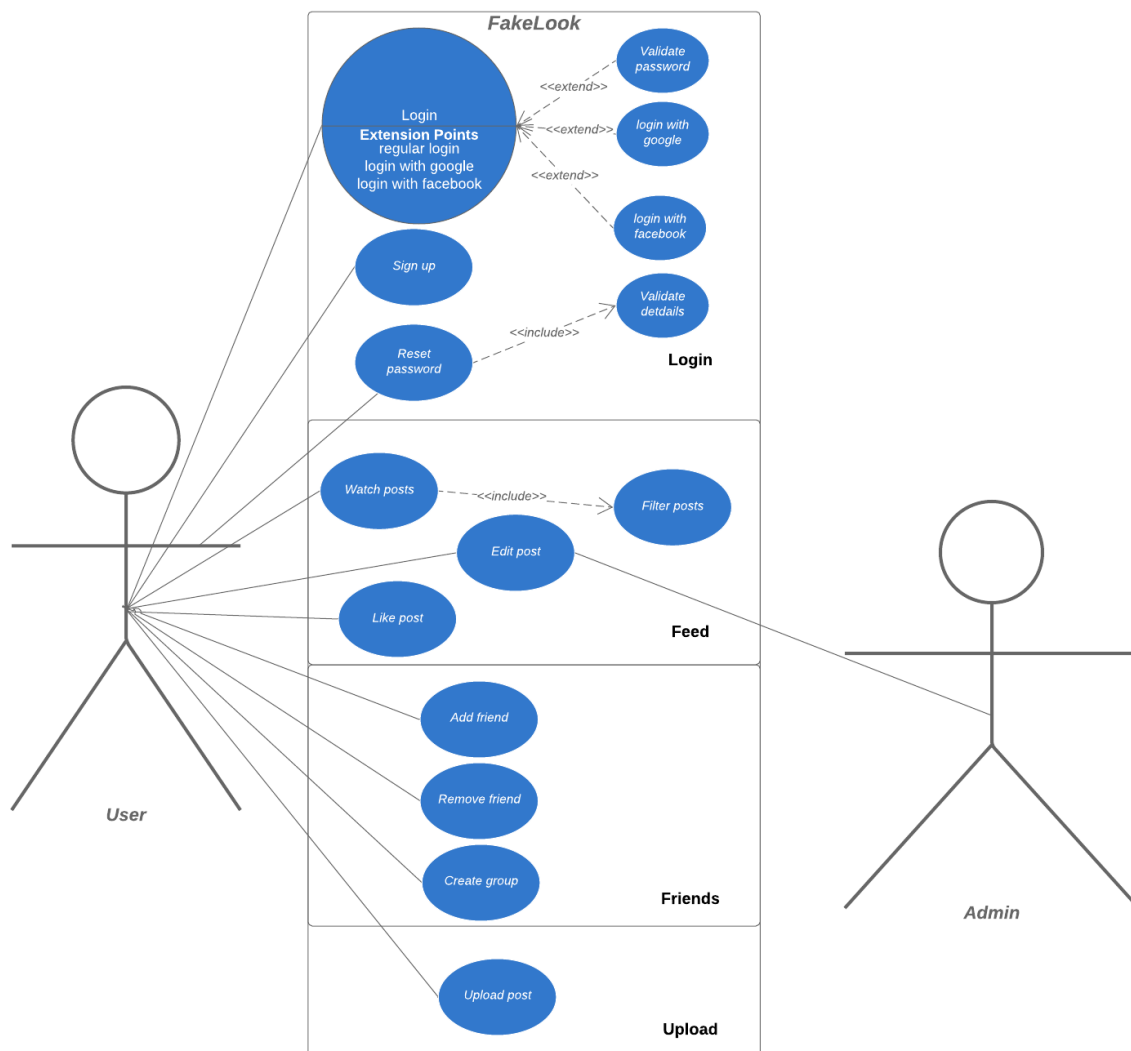 FakeLook
Login
Extension Points
regular login
login with google
login with facebook
Validate
password
<<extend>>
login with
google
<<extend>>
<<extend>>
login with
facebook
Sign up
Validate
detdails
<<include>>
Reset
password
Login
Watch posts
<<include>>
Filter posts
Edit post
Like post
Feed
Add friend
Remove friend
Create group
Friends
Upload post
Upload
User
Admin